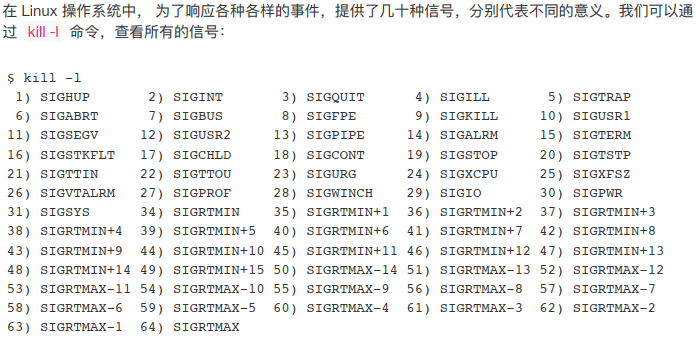 在 Linux 操作系统中， 为了响应各种各样的事件，提供了几十种信号，分别代表不同的意义。我们可以通
过 kill -l 命令，查看所有的信号：
$ kill -l
1) SIGHUP 2) SIGINT 3) SIGQUIT 4) SIGILL 5) SIGTRAP
6) SIGABRT 7) SIGBUS 8) SIGFPE 9) SIGKILL 10) SIGUSR1
11) SIGSEGV 12) SIGUSR2 13) SIGPIPE 14) SIGALRM 15) SIGTERM
16) SIGSTKFLT 17) SIGCHLD 18) SIGCONT 19) SIGSTOP 20) SIGTSTP
21) SIGTTIN 22) SIGTTOU 23) SIGURG 24) SIGXCPU 25) SIGXFSZ
26) SIGVTALRM 27) SIGPROF 28) SIGWINCH 29) SIGIO 30) SIGPWR
31) SIGSYS 34) SIGRTMIN 35) SIGRTMIN+1 36) SIGRTMIN+2 37) SIGRTMIN+3
38) SIGRTMIN+4 39) SIGRTMIN+5 40) SIGRTMIN+6 41) SIGRTMIN+7 42) SIGRTMIN+8
43) SIGRTMIN+9 44) SIGRTMIN+10 45) SIGRTMIN+11 46) SIGRTMIN+12 47) SIGRTMIN+13
48) SIGRTMIN+14 49) SIGRTMIN+15 50) SIGRTMAX-14 51) SIGRTMAX-13 52) SIGRTMAX-12
53) SIGRTMAX-11 54) SIGRTMAX-10 55) SIGRTMAX-9 56) SIGRTMAX-8 57) SIGRTMAX-7
58) SIGRTMAX-6 59) SIGRTMAX-5 60) SIGRTMAX-4 61) SIGRTMAX-3 62) SIGRTMAX-2
63) SIGRTMAX-1 64) SIGRTMAX